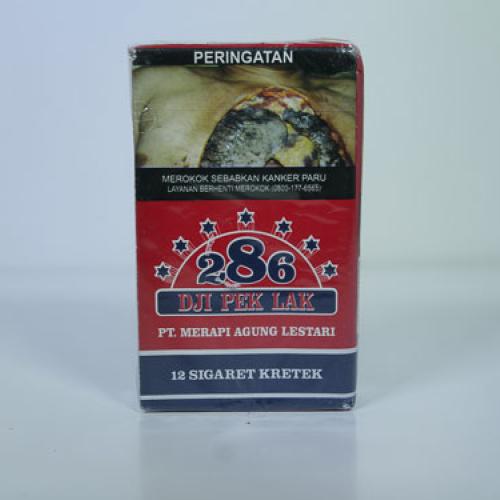 PERINGATAN
MEROKOK SEBABKAN KANKER PARU
LAYANAN BERHENTI MEROKOK (0800-177-6565)
286
DJI PEK LAK
PT. MERAPI AGUNG LESTARI
12 SIGARET KRETEK